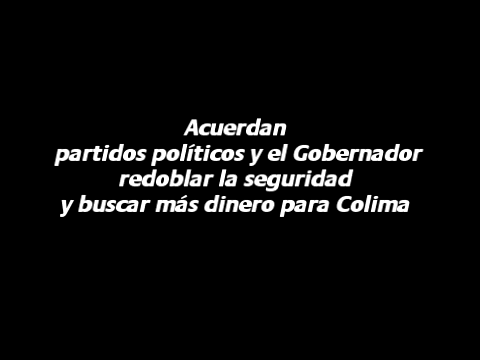 Acuerdan
partidos políticos y el Gobernador
redoblar la seguridad
y buscar más dinero para Colima